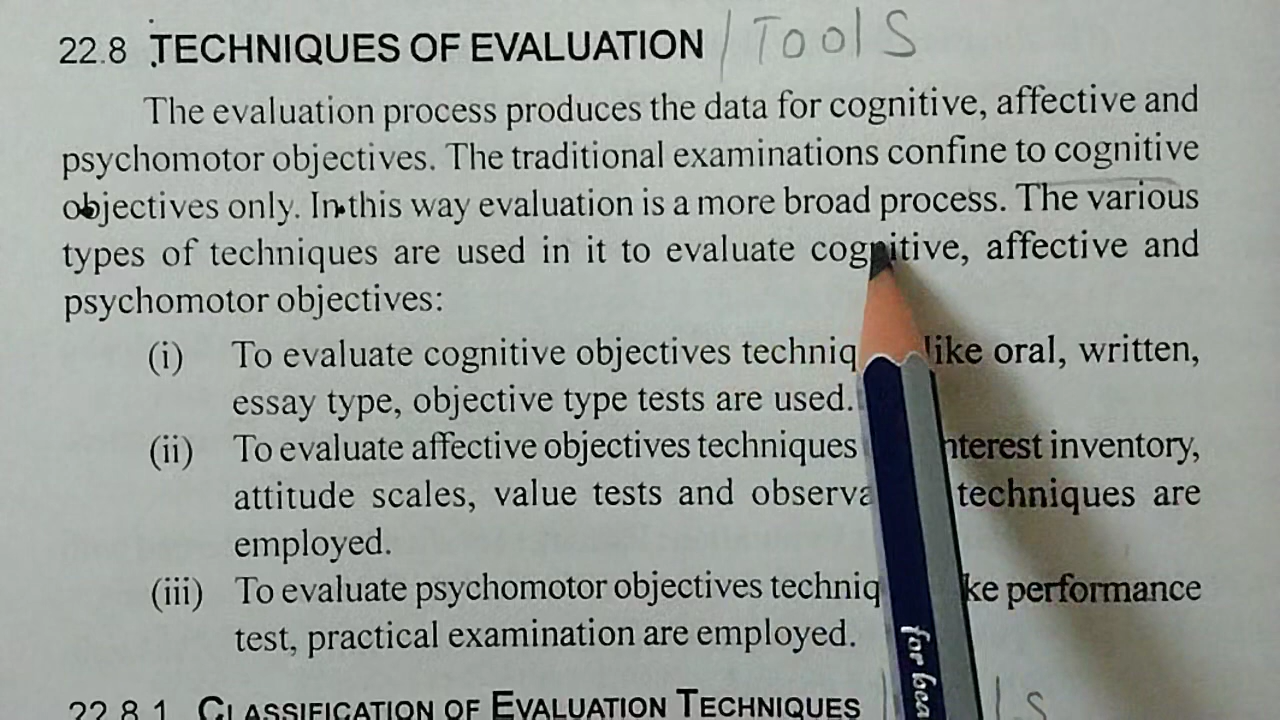 22.8 TECHNIQUES OF EVALUATION / Tools
The evaluation process produces the data for cognitive, affective and
psychomotor objectives. The traditional examinations confine to cognitive
objectives only. In this way evaluation is a more broad process. The various
types of techniques are used in it to evaluate cognitive, affective and
psychomotor objectives:
(i) To evaluate cognitive objectives techniq like oral, written,
essay type, objective type tests are used.
(ii) To evaluate affective objectives techniques nterest inventory,
attitude scales, value tests and observa techniques are
employed.
(iii) To evaluate psychomotor objectives techniq ke performance
test, practical examination are employed.
for bea
22.8.1 CLASSIFICATION OF EVALUATION TECHNIQUES